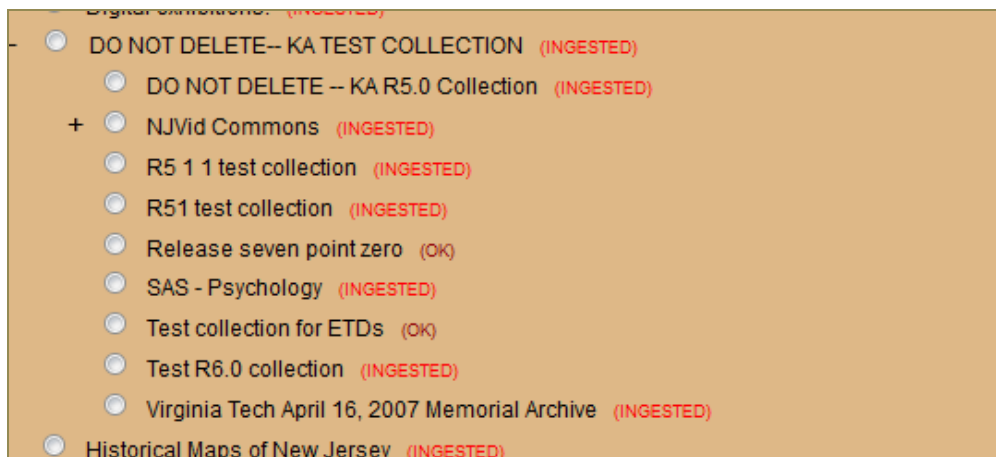 Digital exhibitions. (INGESTED)
- DO NOT DELETE-- KA TEST COLLECTION (INGESTED)
DO NOT DELETE -- KA R5.0 Collection (INGESTED)
+ NJVid Commons (INGESTED)
R5 1 1 test collection (INGESTED)
R51 test collection (INGESTED)
Release seven point zero (OK)
SAS - Psychology (INGESTED)
Test collection for ETDs (OK)
Test R6.0 collection (INGESTED)
Virginia Tech April 16, 2007 Memorial Archive (INGESTED)
Historical Maps of New Jersey (INGESTED)